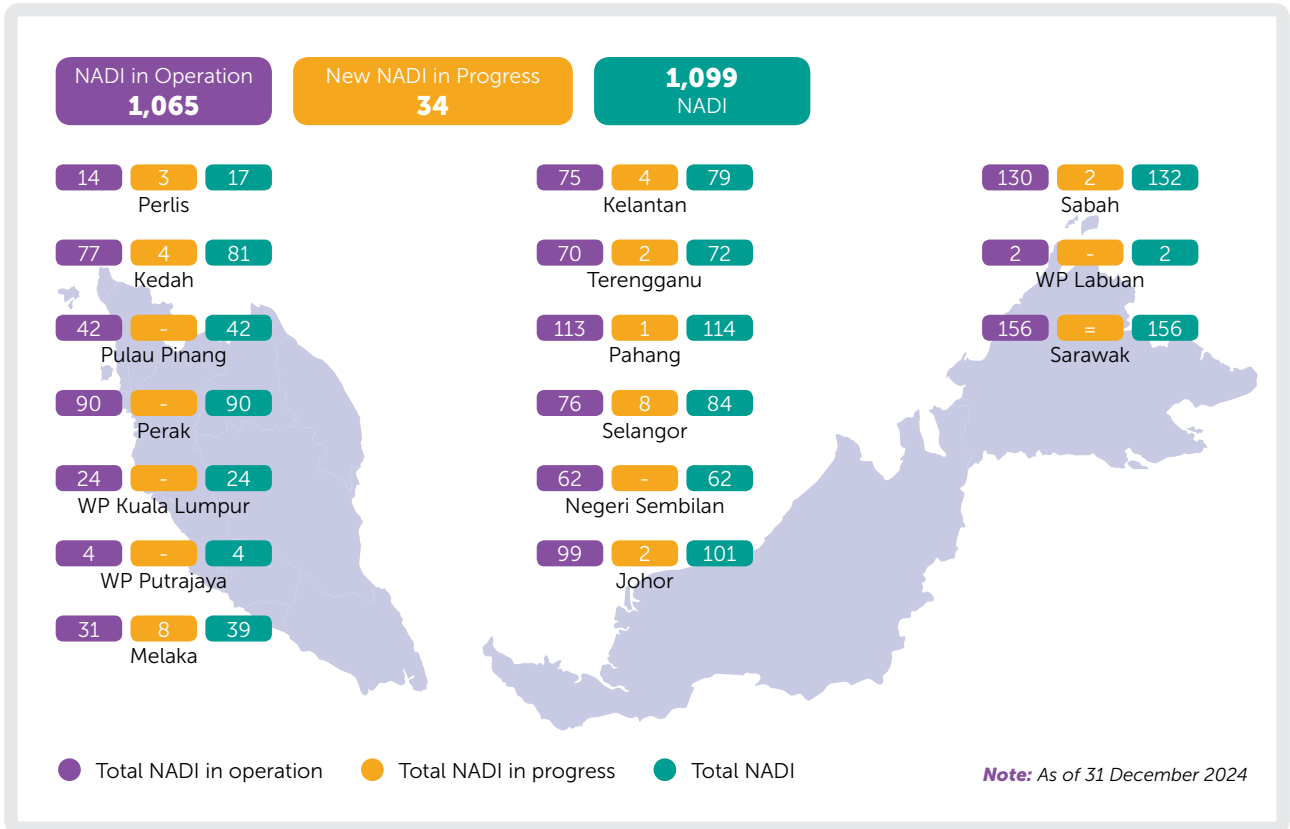 NADI in Operation
1,065
New NADI in Progress
34
1,099
NADI
14 3 17
Perlis
77 4 81
Kedah
42 - 42
Pulau Pinang
90 - 90
Perak
24 - 24
WP Kuala Lumpur
4 - 4
WP Putrajaya
31 8 39
Melaka
75 4 79
Kelantan
70 2 72
Terengganu
113 1 114
Pahang
76 8 84
Selangor
62 - 62
Negeri Sembilan
99 2 101
Johor
130 2 132
Sabah
2 - 2
WP Labuan
156 = 156
Sarawak
Total NADI in operation
Total NADI in progress
Total NADI
Note: As of 31 December 2024